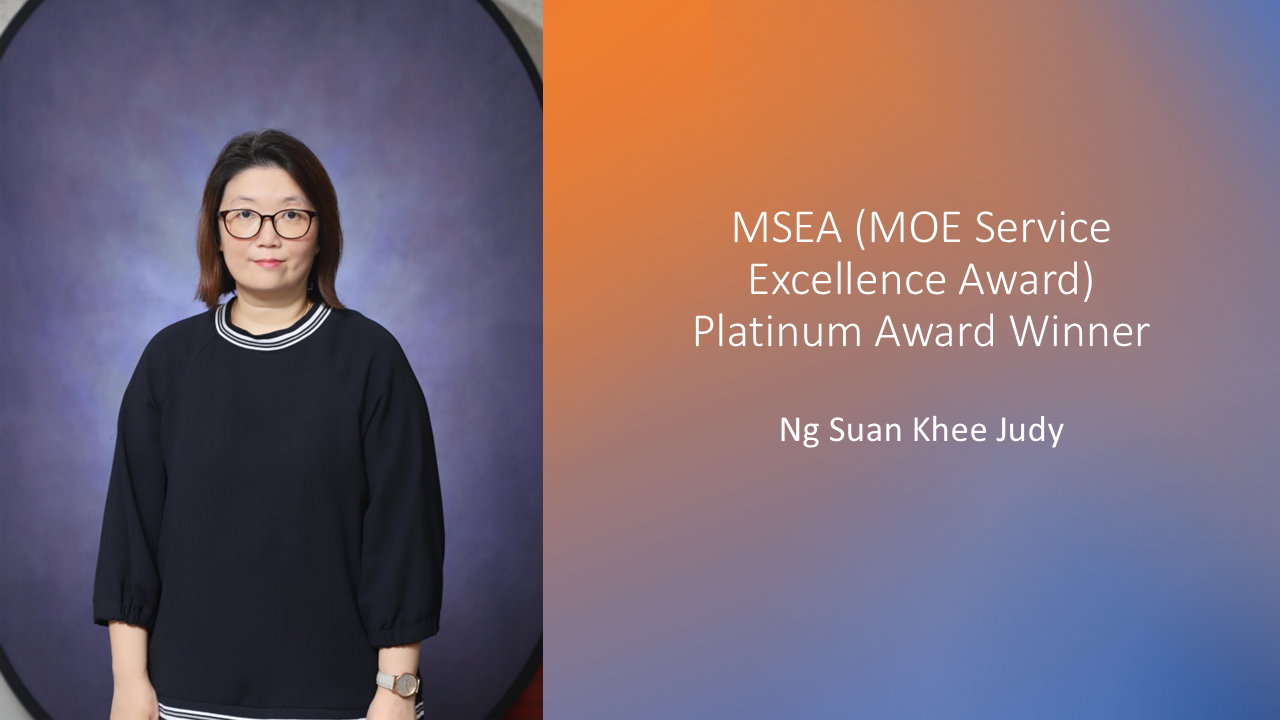 MSEA (MOE Service
Excellence Award)
Platinum Award Winner
Ng Suan Khee Judy